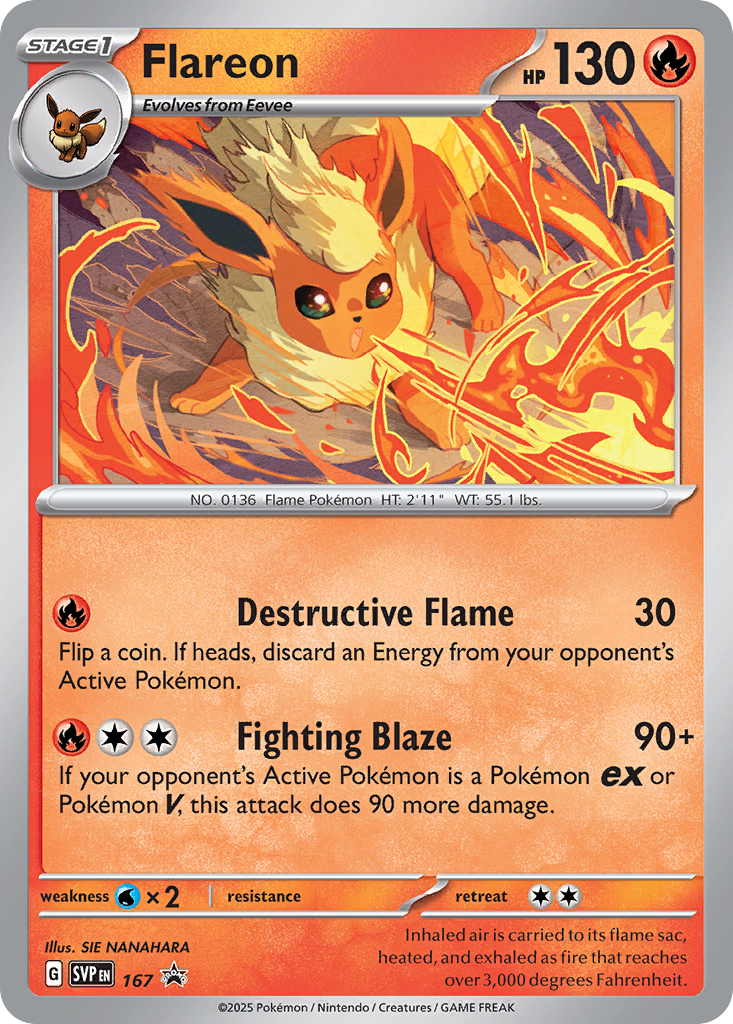 STAGE1
Flareon
HP 130
Evolves from Eevee
NO. 0136 Flame Pokémon HT: 2'11" WT: 55.1 lbs.
Destructive Flame 30
Flip a coin. If heads, discard an Energy from your opponent's
Active Pokémon.
Fighting Blaze 90+
If your opponent's Active Pokémon is a Pokémon ex or
Pokémon V, this attack does 90 more damage.
weakness ×2 resistance retreat
Illus. SIE NANAHARA
Inhaled air is carried to its flame sac,
heated, and exhaled as fire that reaches
over 3,000 degrees Fahrenheit.
G SVP EN 167 PROMO
©2025 Pokémon / Nintendo / Creatures / GAME FREAK